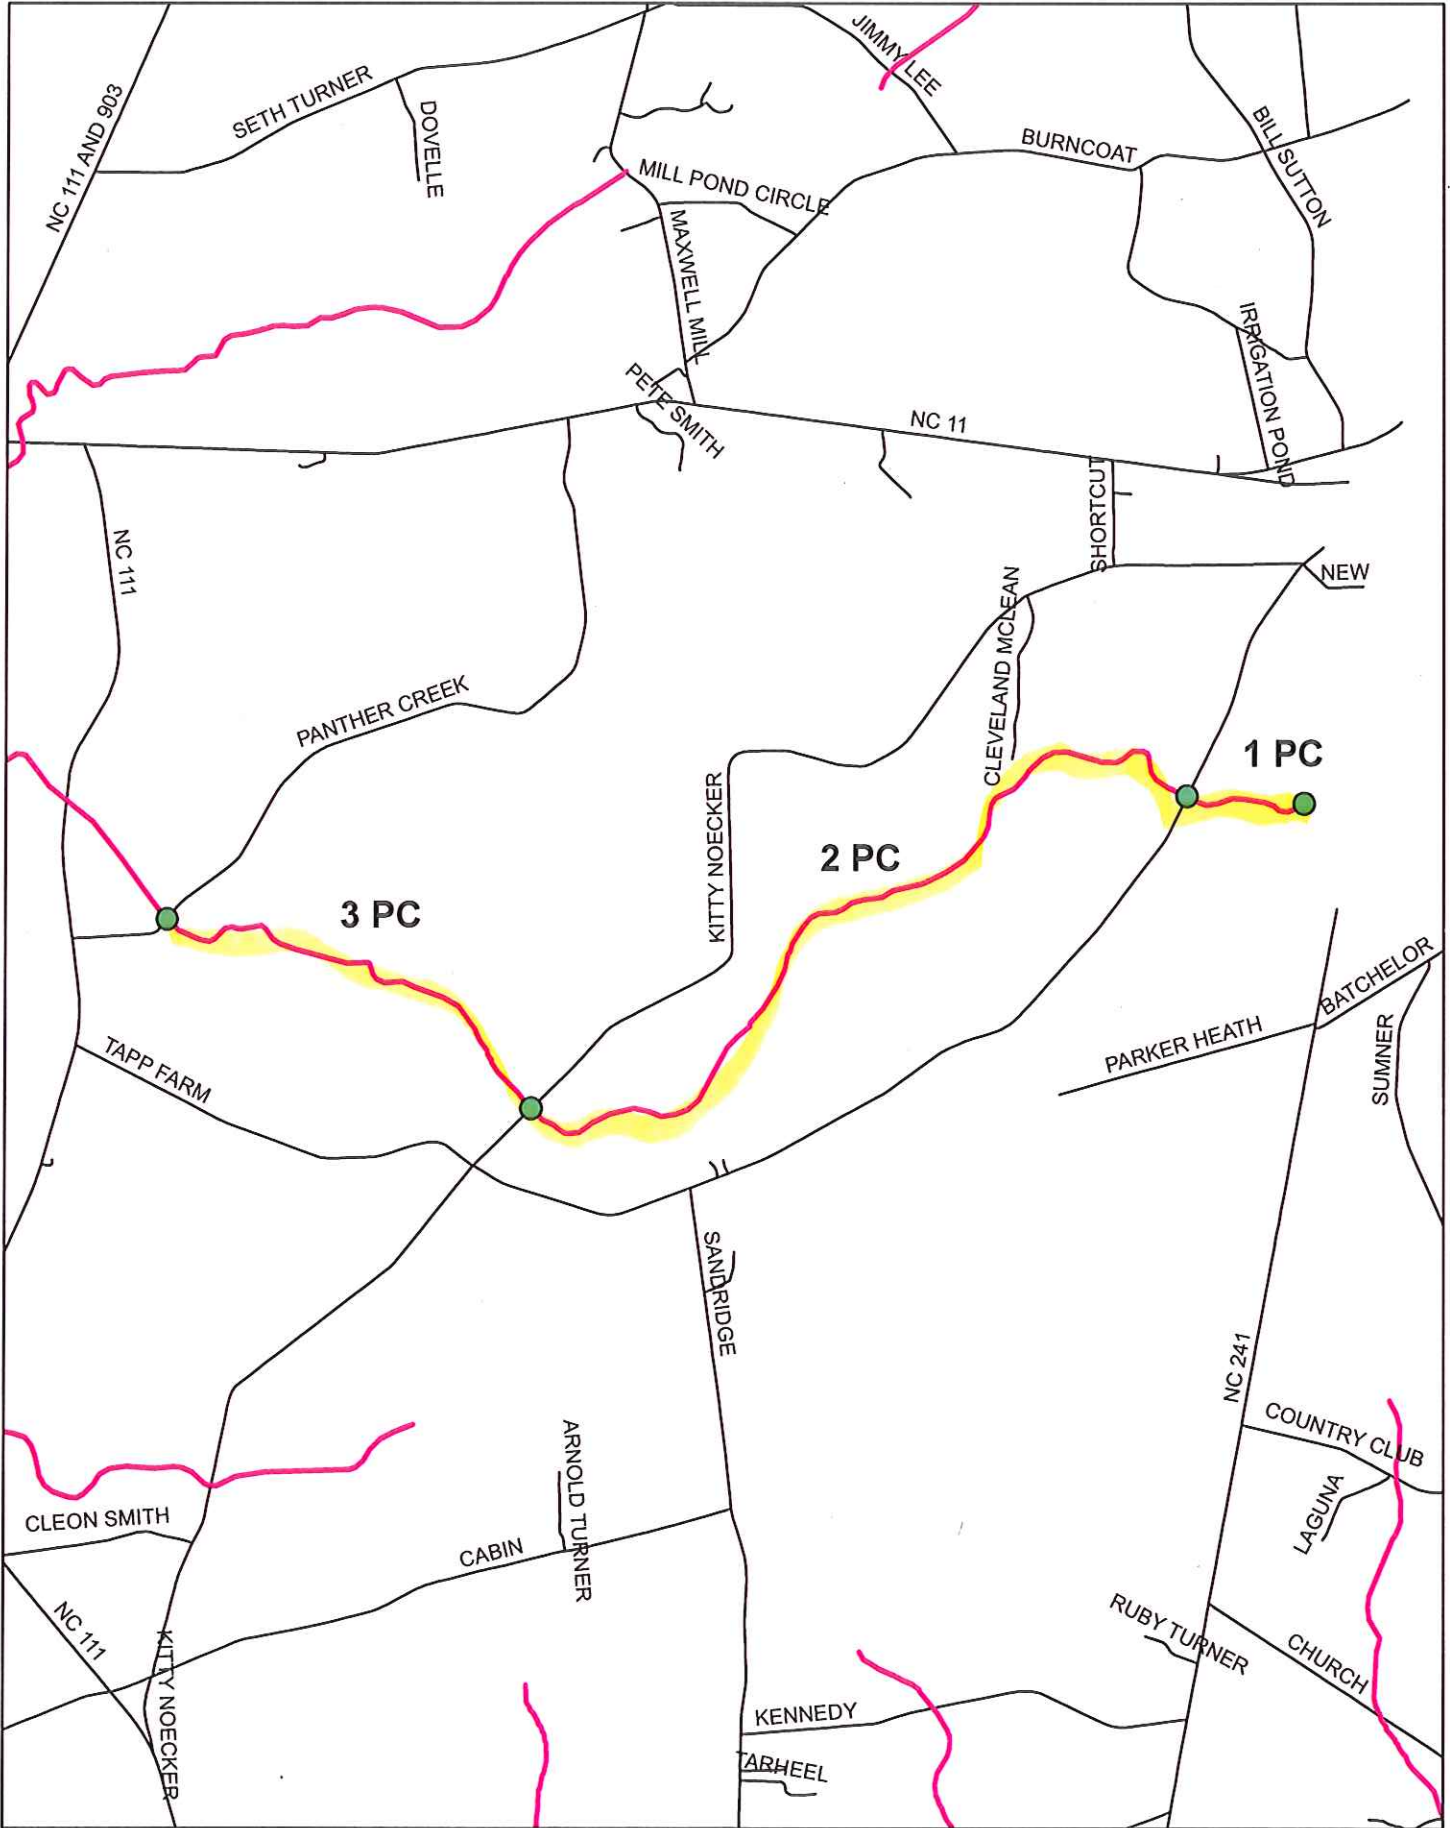 JIMMY LEE
NC 111 AND 903
SETH TURNER
DOVELLE
BURNCOAT
BILL SUTTON
MILL POND CIRCLE
MAXWELL MILL
IRRIGATION POND
PETE SMITH
NC 11
SHORTCUT
NC 111
NEW
CLEVELAND MCLEAN
PANTHER CREEK
1 PC
KITTY NOECKER
2 PC
3 PC
BATCHELOR
PARKER HEATH
SUMNER
TAPP FARM
SANDRIDGE
NC 241
COUNTRY CLUB
ARNOLD TURNER
LAGUNA
CLEON SMITH
CABIN
RUBY TURNER
NC 111
KITTY NOECKER
CHURCH
KENNEDY
TARHEEL